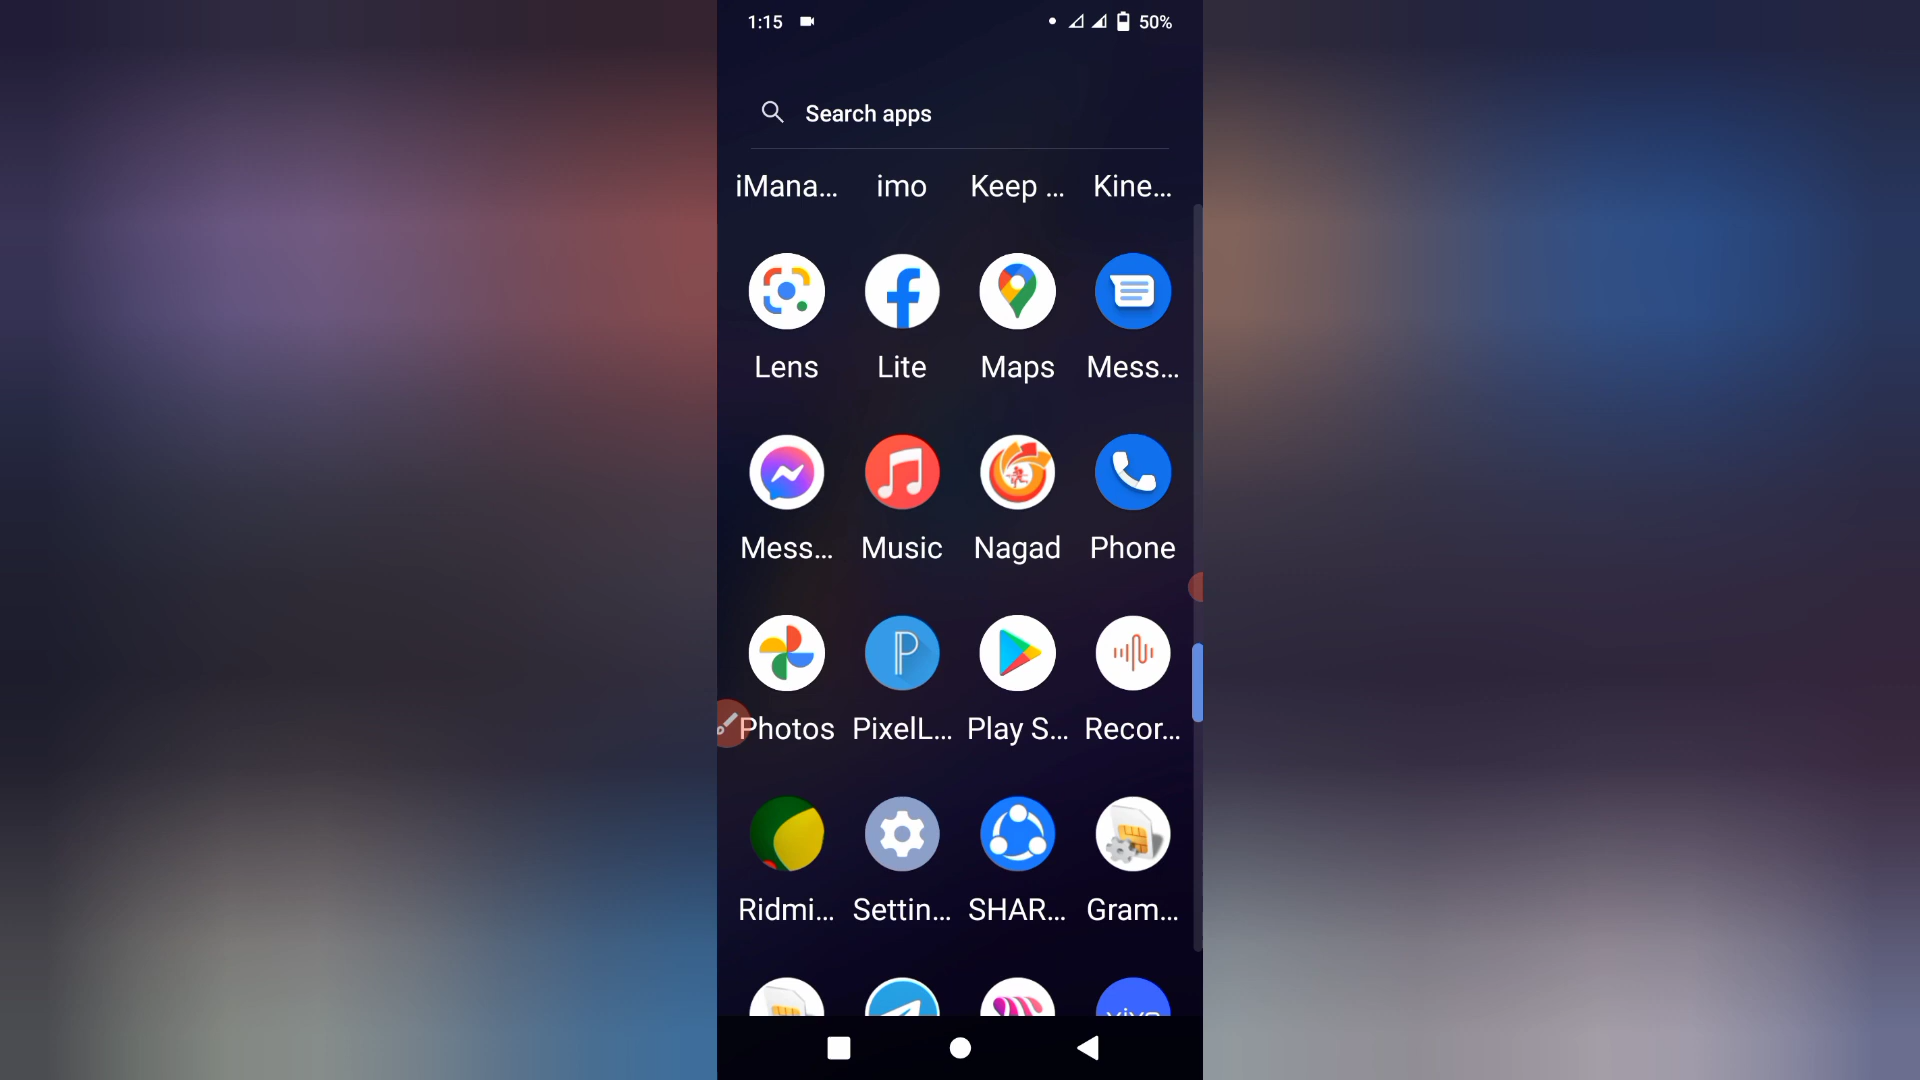 1:15 50%
Search apps
iMana... imo Keep ... Kine...
Lens Lite Maps Mess...
Mess... Music Nagad Phone
Photos PixelL... Play S... Recor...
Ridmi... Settin... SHAR... Gram...
vivo